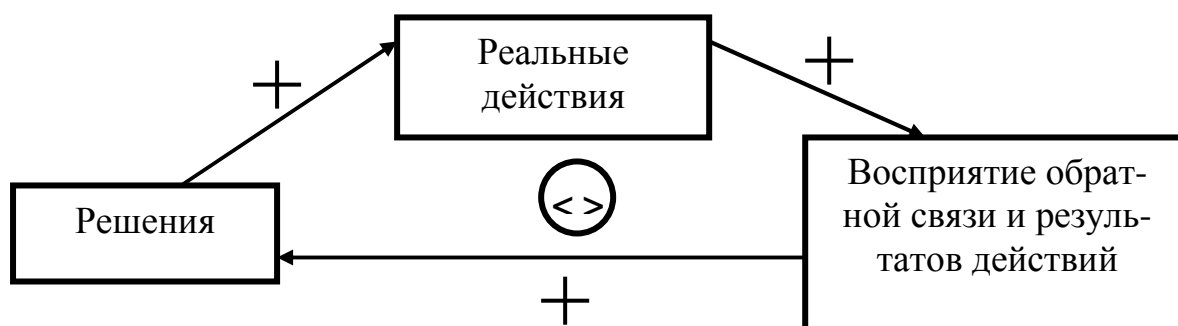 Реальные
действия
+
+
Восприятие обрат-
ной связи и резуль-
татов действий
< >
Решения
+